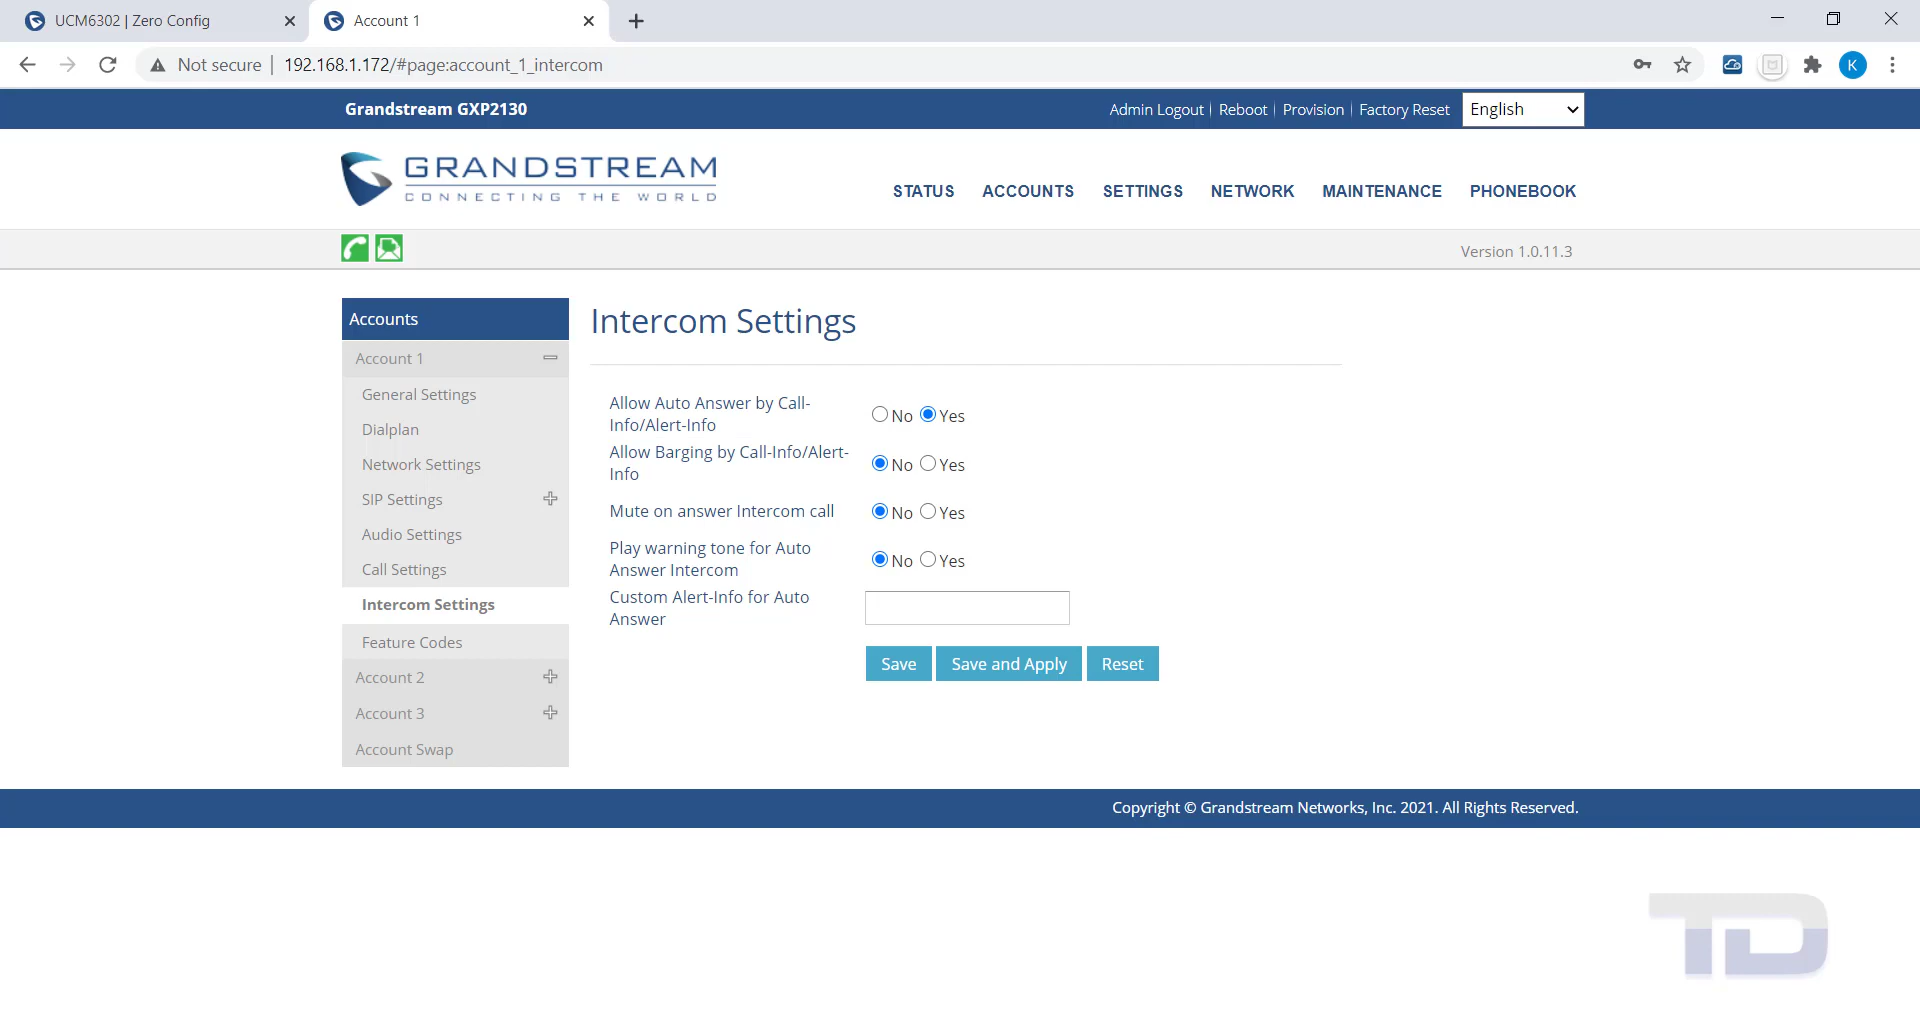 UCM6302 | Zero Config
Account 1
Not secure | 192.168.1.172/#page:account_1_intercom
K
Grandstream GXP2130
Admin Logout | Reboot | Provision | Factory Reset
English
GRANDSTREAM
CONNECTING THE WORLD
STATUS ACCOUNTS SETTINGS NETWORK MAINTENANCE PHONEBOOK
Version 1.0.11.3
Accounts
Account 1
General Settings
Dialplan
Network Settings
SIP Settings
Audio Settings
Call Settings
Intercom Settings
Feature Codes
Account 2
Account 3
Account Swap
Intercom Settings
Allow Auto Answer by Call-
Info/Alert-Info
No Yes
Allow Barging by Call-Info/Alert-
Info
No Yes
Mute on answer Intercom call
No Yes
Play warning tone for Auto
Answer Intercom
No Yes
Custom Alert-Info for Auto
Answer
Save Save and Apply Reset
Copyright © Grandstream Networks, Inc. 2021. All Rights Reserved.
TD